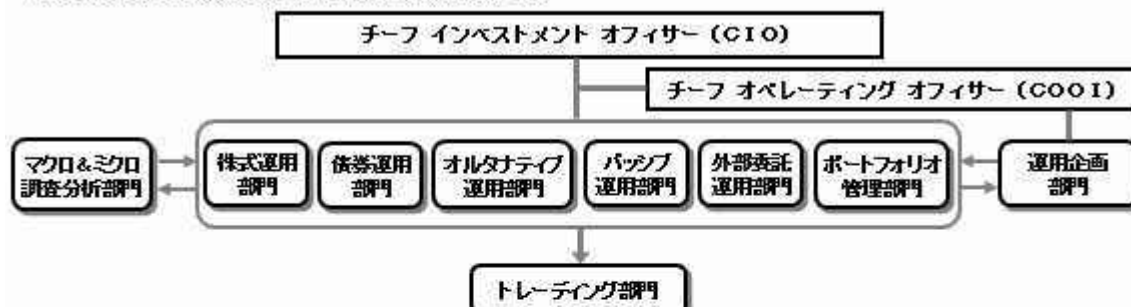 チーフ インベストメント オフィサー (CIO)
チーフ オペレーティング オフィサー (COOI)
マクロ&ミクロ
調査分析部門
株式運用
部門
債券運用
部門
オルタナティブ
運用部門
パッシブ
運用部門
外部委託
運用部門
ポートフォリオ
管理部門
運用企画
部門
トレーディング部門